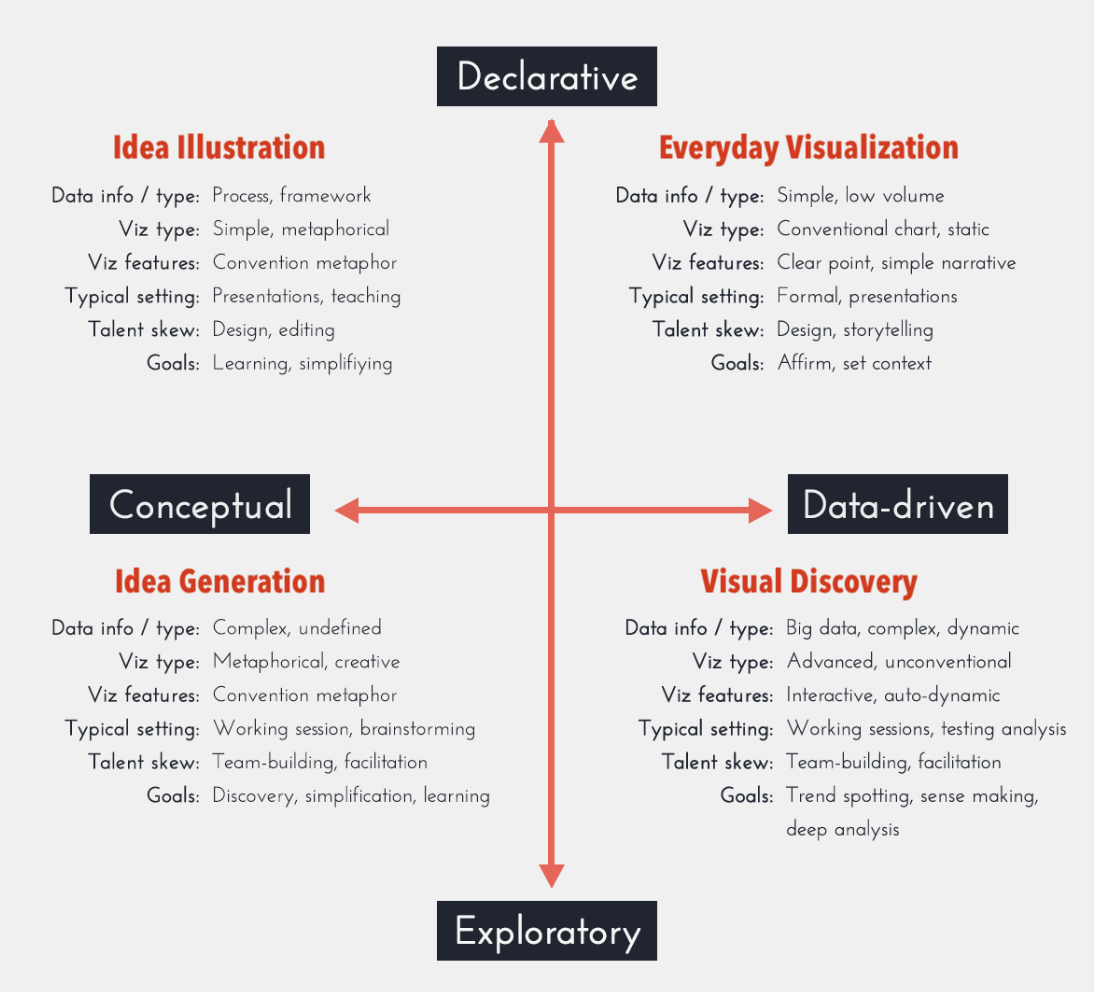 Declarative
Idea Illustration
Data info / type: Process, framework
Viz type: Simple, metaphorical
Viz features: Convention metaphor
Typical setting: Presentations, teaching
Talent skew: Design, editing
Goals: Learning, simplifiying
Everyday Visualization
Data info / type: Simple, low volume
Viz type: Conventional chart, static
Viz features: Clear point, simple narrative
Typical setting: Formal, presentations
Talent skew: Design, storytelling
Goals: Affirm, set context
Conceptual
Data-driven
Idea Generation
Data info / type: Complex, undefined
Viz type: Metaphorical, creative
Viz features: Convention metaphor
Typical setting: Working session, brainstorming
Talent skew: Team-building, facilitation
Goals: Discovery, simplification, learning
Visual Discovery
Data info / type: Big data, complex, dynamic
Viz type: Advanced, unconventional
Viz features: Interactive, auto-dynamic
Typical setting: Working sessions, testing analysis
Talent skew: Team-building, facilitation
Goals: Trend spotting, sense making,
deep analysis
Exploratory